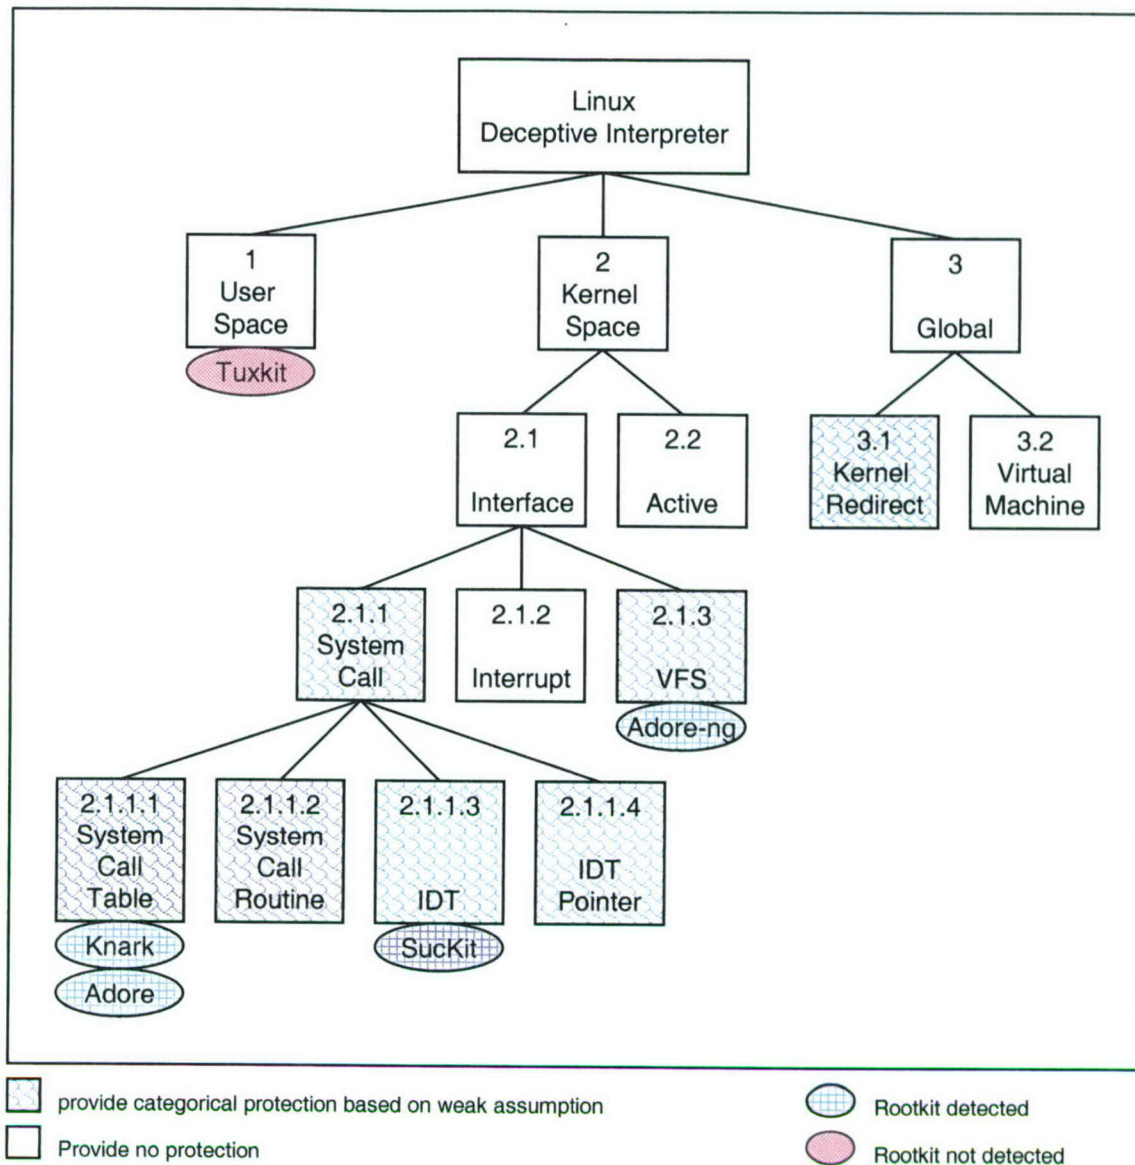 Linux
Deceptive Interpreter
1
User
Space
Tuxkit
2
Kernel
Space
3
Global
2.1
Interface
2.2
Active
3.1
Kernel
Redirect
3.2
Virtual
Machine
2.1.1
System
Call
2.1.2
Interrupt
2.1.3
VFS
Adore-ng
2.1.1.1
System
Call
Table
Knark
Adore
2.1.1.2
System
Call
Routine
2.1.1.3
IDT
SucKit
2.1.1.4
IDT
Pointer
provide categorical protection based on weak assumption
Provide no protection
Rootkit detected
Rootkit not detected